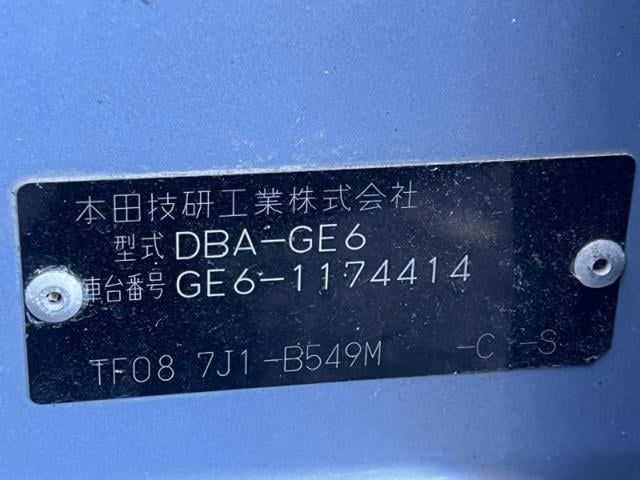 本田技研工業株式会社
型式 DBA-GE6
車台番号 GE6-1174414
TF08 7J1-B549M -C -S